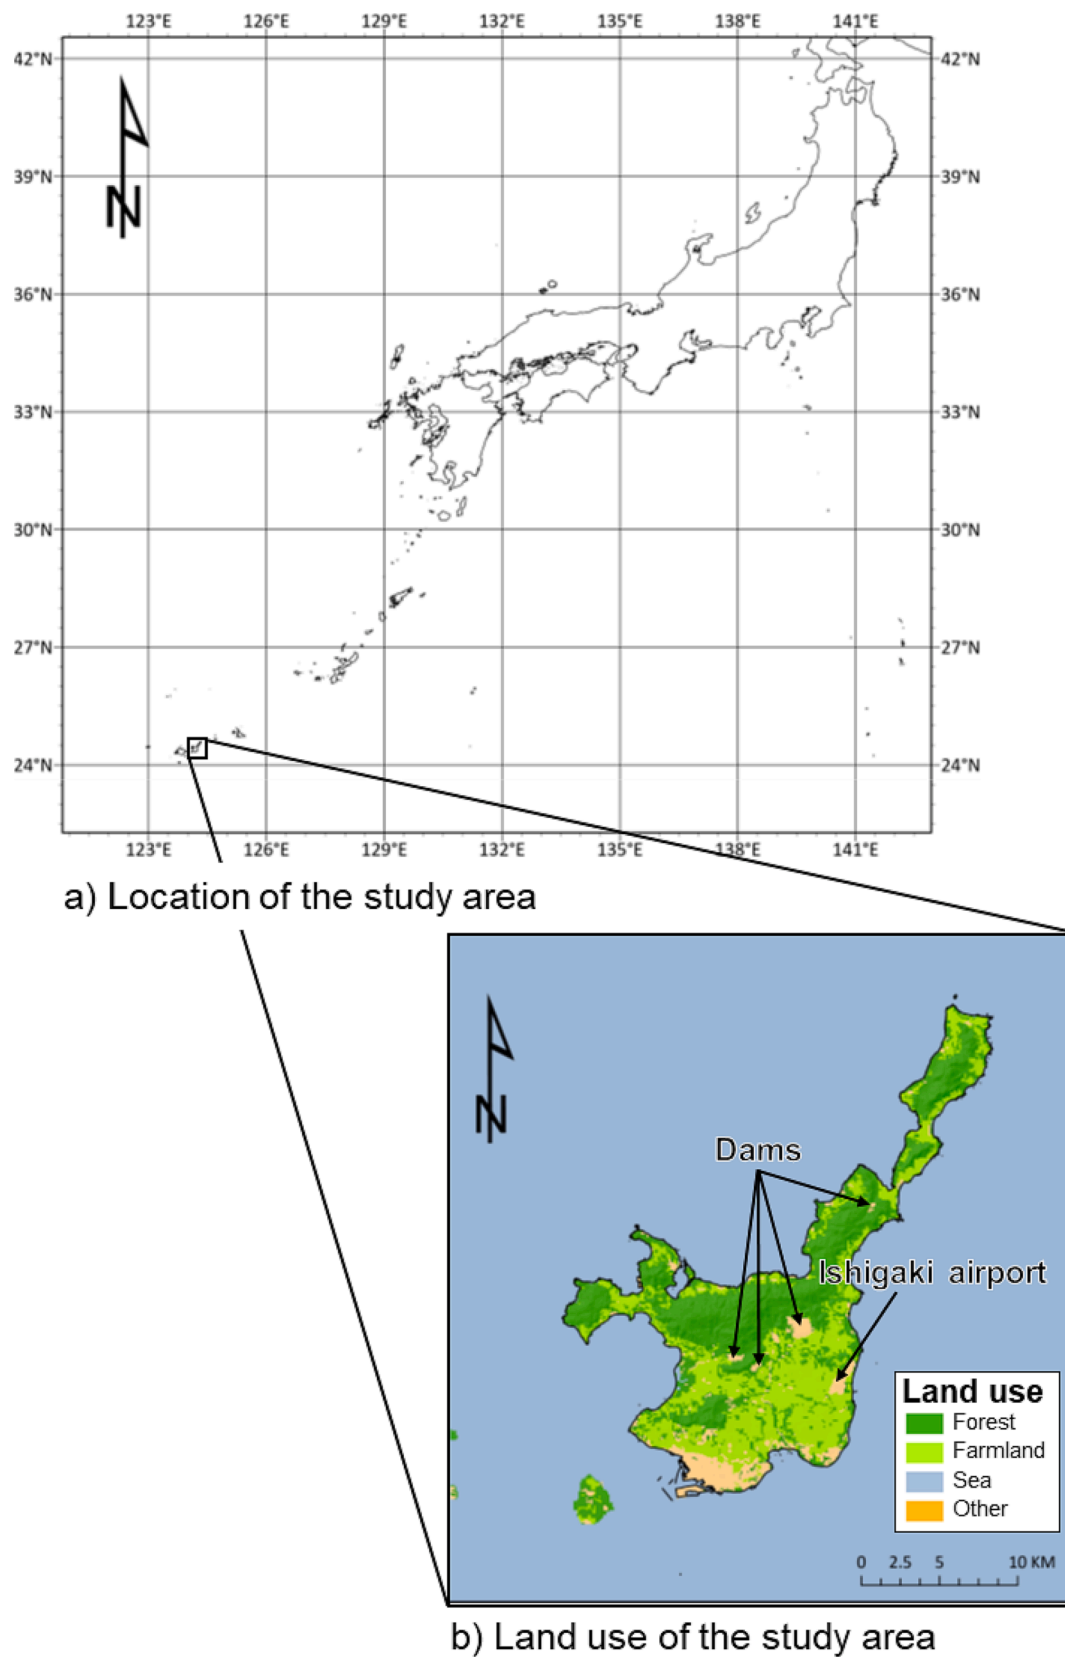 123°E 126°E 129°E 132°E 135°E 138°E 141°E
42°N 42°N
N
39°N 39°N
36°N 36°N
33°N 33°N
30°N 30°N
27°N 27°N
24°N 24°N
123°E 126°E 129°E 132°E 135°E 138°E 141°E
a) Location of the study area
N
Dams
Ishigaki airport
Land use
Forest
Farmland
Sea
Other
0 2.5 5 10 KM
b) Land use of the study area